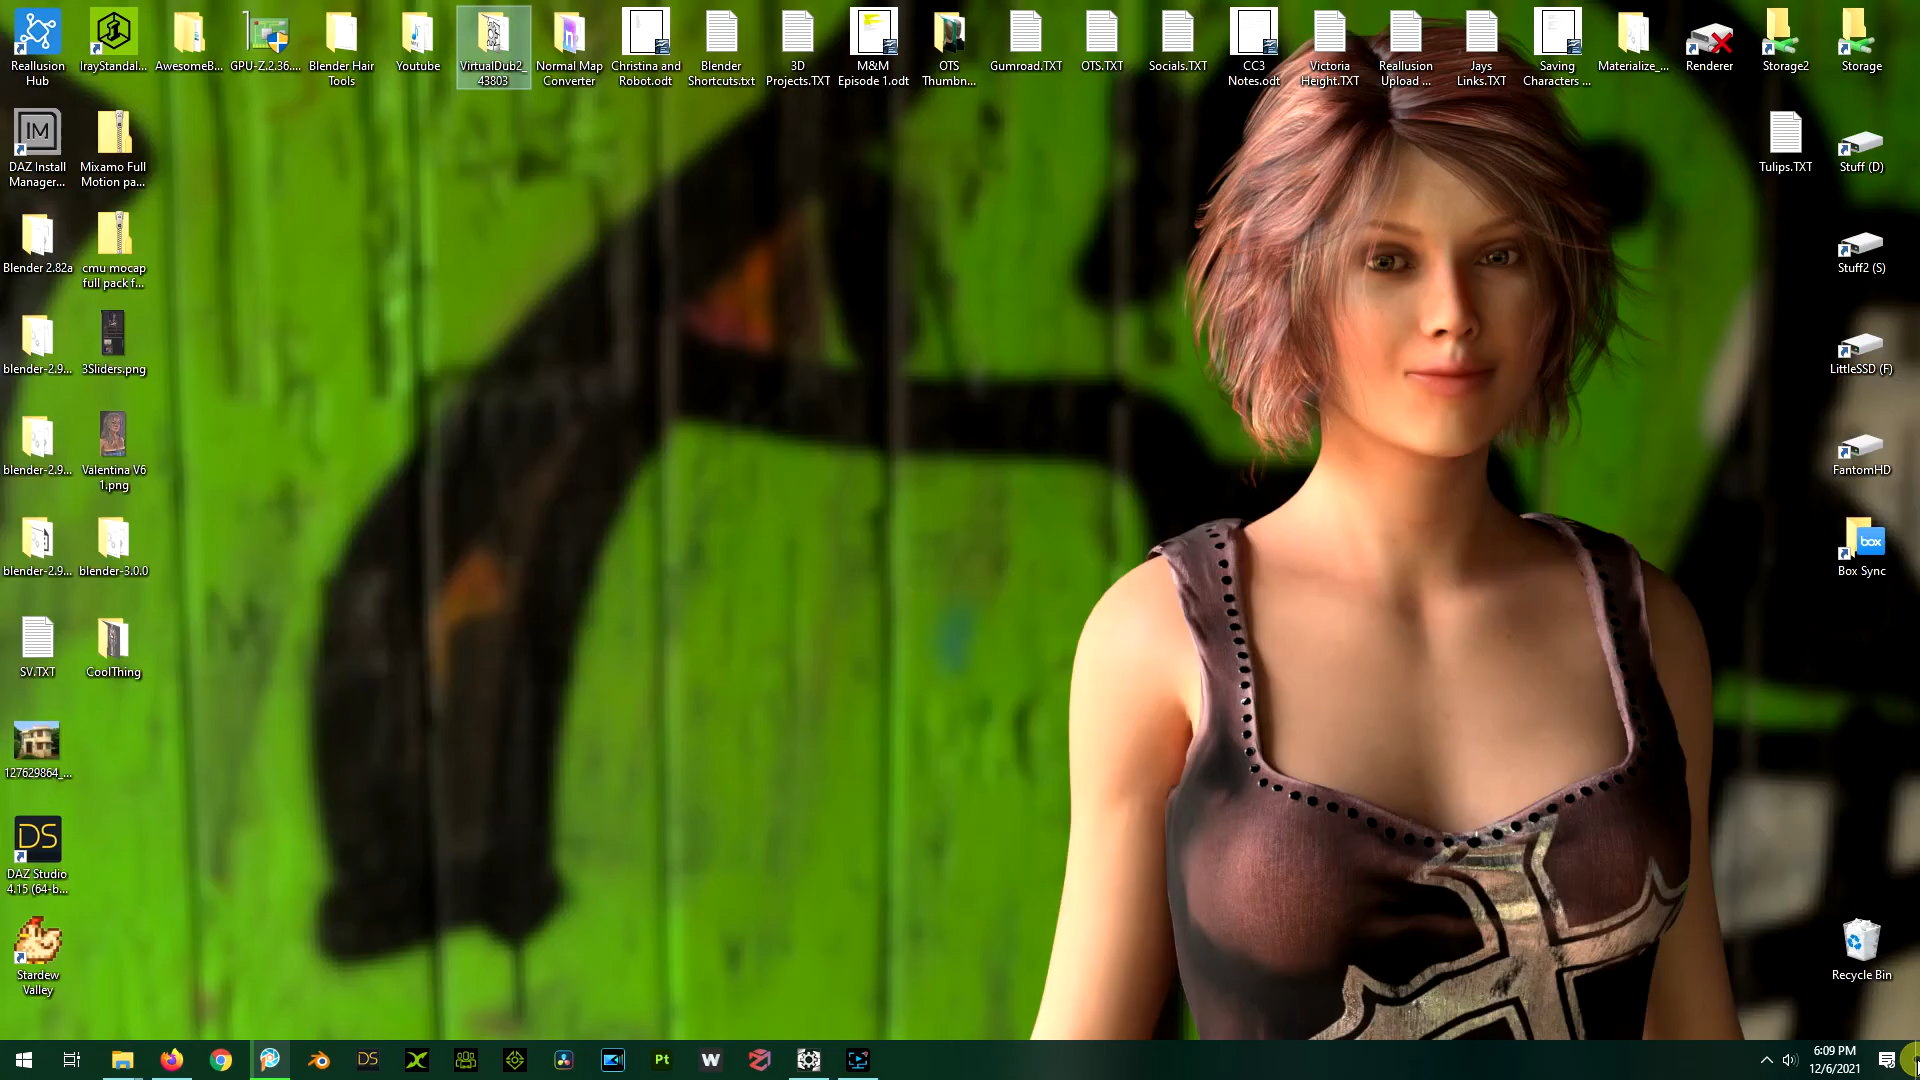 Reallusion
Hub
IrayStandal...
AwesomeB...
GPU-Z.2.36....
Blender Hair
Tools
Youtube
VirtualDub2_
43803
Normal Map
Converter
Christina and
Robot.odt
Blender
Shortcuts.txt
3D
Projects.TXT
M&M
Episode 1.odt
OTS
Thumbn...
Gumroad.TXT
OTS.TXT
Socials.TXT
CC3
Notes.odt
Victoria
Height.TXT
Reallusion
Upload ...
Jays
Links.TXT
Saving
Characters ...
Materialize_...
Renderer
Storage2
Storage
IM
DAZ Install
Manager...
Mixamo Full
Motion pa...
Tulips.TXT
Stuff (D)
Blender 2.82a
cmu mocap
full pack f...
Stuff2 (S)
blender-2.9...
3Sliders.png
LittleSSD (F)
blender-2.9...
Valentina V6
1.png
FantomHD
blender-2.9...
blender-3.0.0
box
Box Sync
SV.TXT
CoolThing
127629864_...
DS
DAZ Studio
4.15 (64-b...
Stardew
Valley
Recycle Bin
DS
Pt
W
6:09 PM
12/6/2021